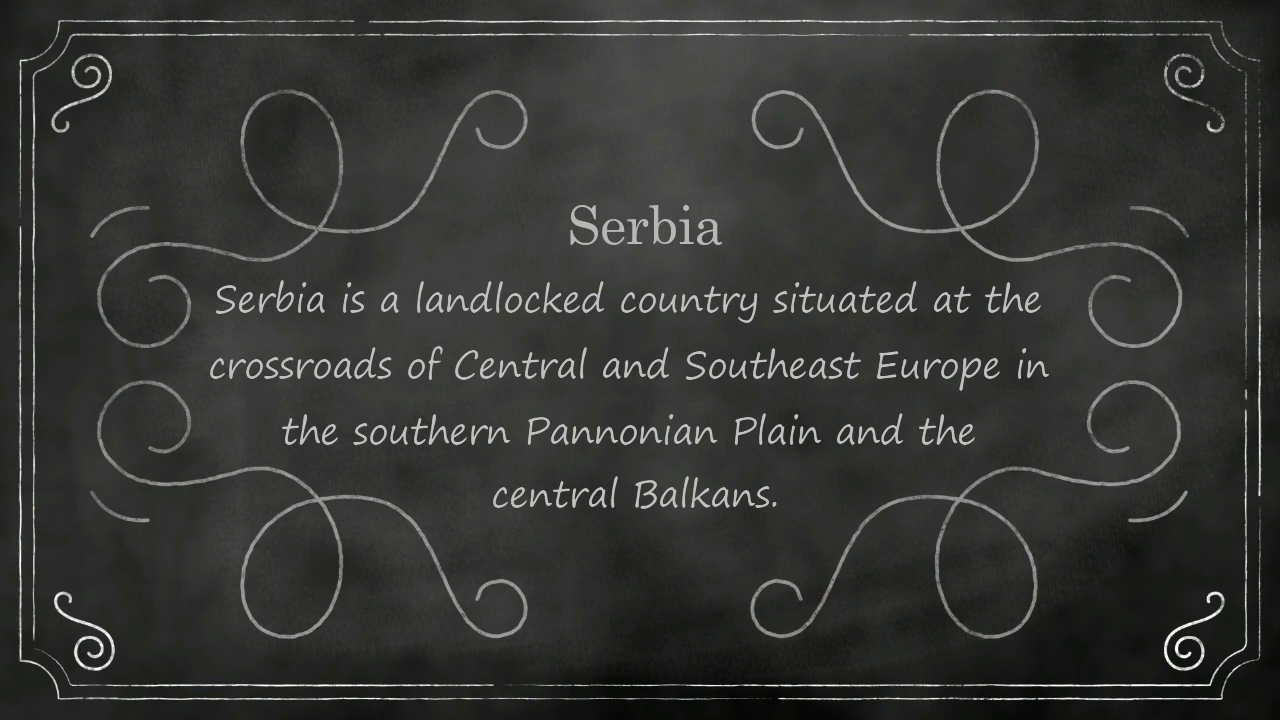 Serbia
Serbia is a landlocked country situated at the
crossroads of Central and Southeast Europe in
the southern Pannonian Plain and the
central Balkans.